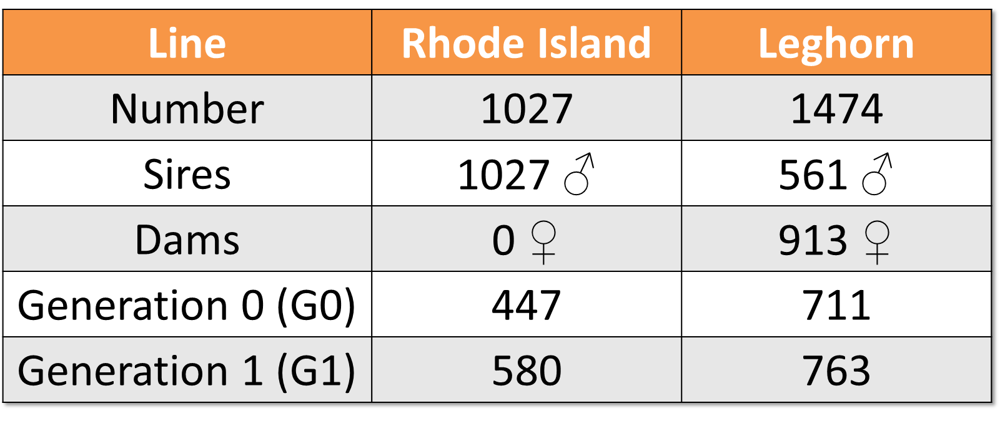 Line Rhode Island Leghorn
Number 1027 1474
Sires 1027 ♂ 561 ♂
Dams 0 ♀ 913 ♀
Generation 0 (G0) 447 711
Generation 1 (G1) 580 763